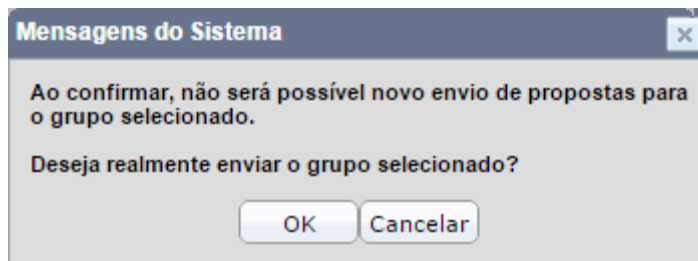 Mensagens do Sistema
Ao confirmar, não será possível novo envio de propostas para
o grupo selecionado.
Deseja realmente enviar o grupo selecionado?
OK
Cancelar